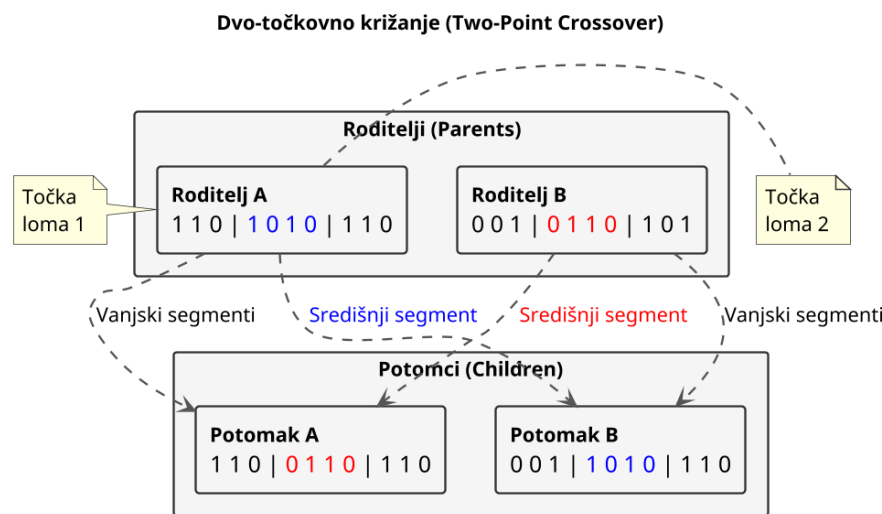 Dvo-točkovno križanje (Two-Point Crossover)
Roditelji (Parents)
Točka
loma 1
Roditelj A
1 1 0 | 1 0 1 0 | 1 1 0
Roditelj B
0 0 1 | 0 1 1 0 | 1 0 1
Točka
loma 2
Vanjski segmenti
Središnji segment
Središnji segment
Vanjski segmenti
Potomci (Children)
Potomak A
1 1 0 | 0 1 1 0 | 1 1 0
Potomak B
0 0 1 | 1 0 1 0 | 1 1 0